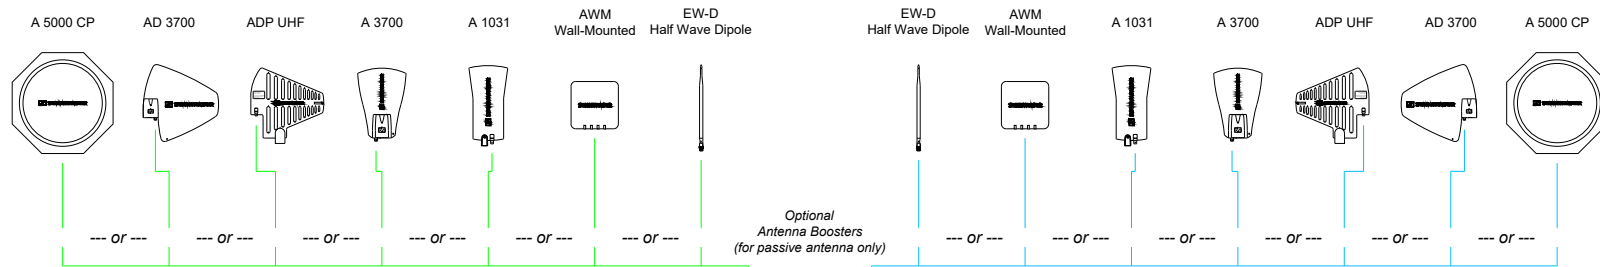 A 5000 CP
AD 3700
ADP UHF
A 3700
A 1031
AWM
Wall-Mounted
EW-D
Half Wave Dipole
EW-D
Half Wave Dipole
AWM
Wall-Mounted
A 1031
A 3700
ADP UHF
AD 3700
A 5000 CP
--- or ---
--- or ---
--- or ---
--- or ---
--- or ---
--- or ---
Optional
Antenna Boosters
(for passive antenna only)
--- or ---
--- or ---
--- or ---
--- or ---
--- or ---
--- or ---